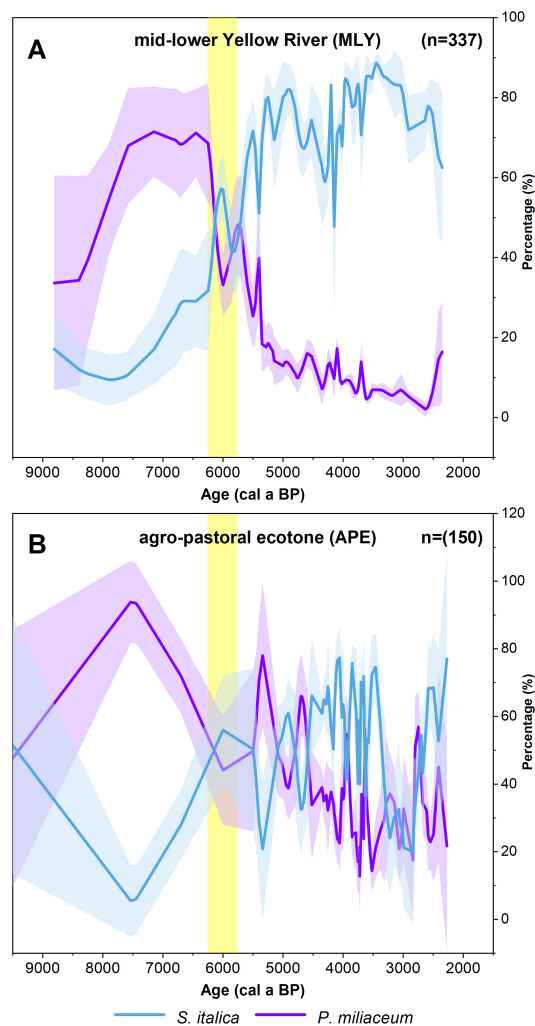 A
mid-lower Yellow River (MLY) (n=337)
100
80
60
40
20
0
Percentage (%)
9000 8000 7000 6000 5000 4000 3000 2000
Age (cal a BP)
B
agro-pastoral ecotone (APE) n=(150)
120
100
80
60
40
20
0
Percentage (%)
9000 8000 7000 6000 5000 4000 3000 2000
Age (cal a BP)
S. italica P. miliaceum